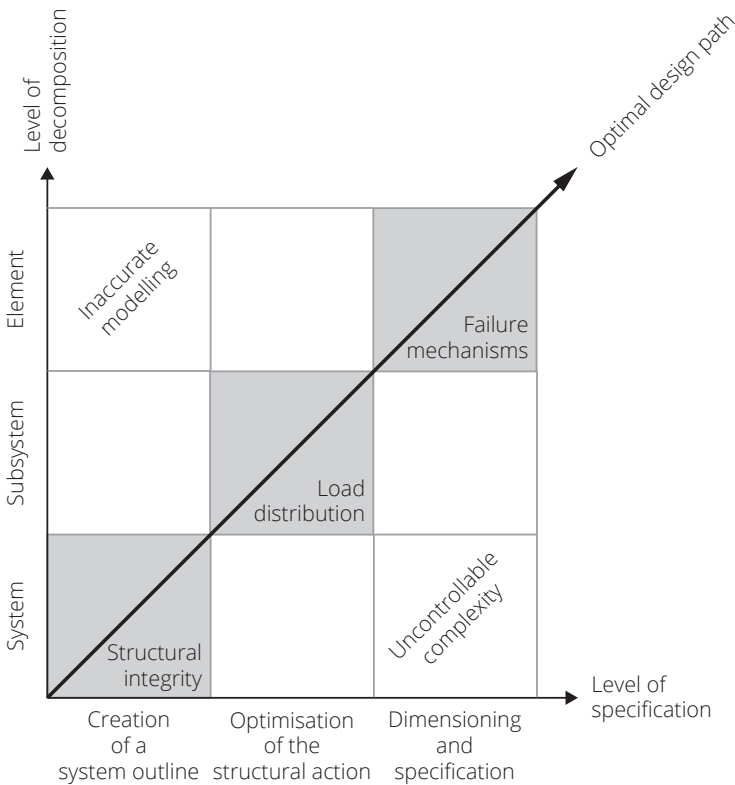 Level of
decomposition
Optimal design path
Element
Inaccurate
modelling
Failure
mechanisms
Subsystem
Load
distribution
System
Structural
integrity
Uncontrollable
complexity
Level of
specification
Creation
of a
system outline
Optimisation
of the
structural action
Dimensioning
and
specification